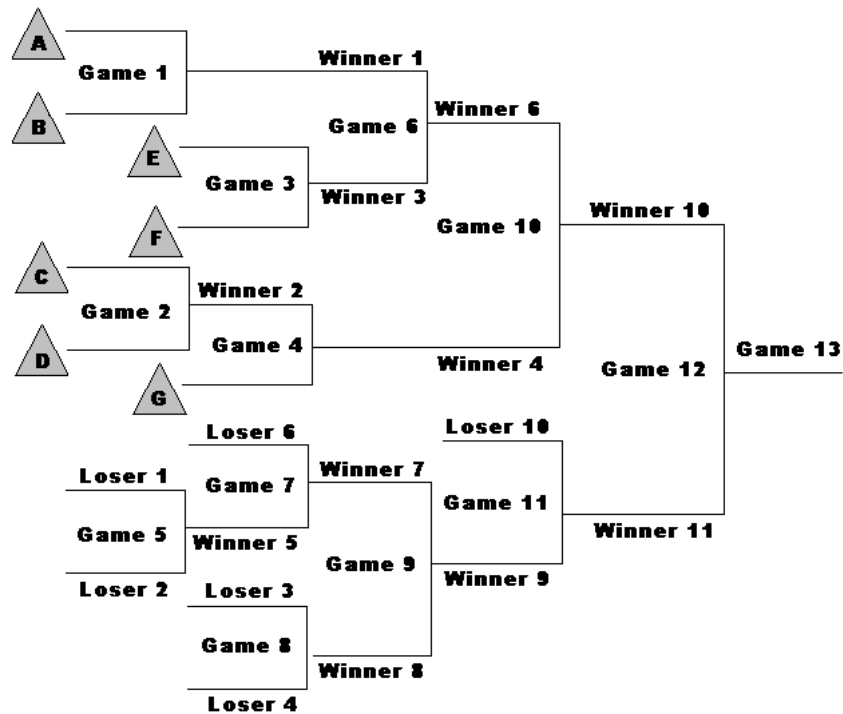 A
Winner 1
Game 1
Winner 6
B
Game 6
E
Game 3
Winner 3
Winner 10
F
Game 10
C
Winner 2
Game 2
Game 4
Game 13
D
Winner 4
Game 12
G
Loser 6
Loser 10
Loser 1
Game 7
Winner 7
Game 11
Game 5
Winner 5
Winner 11
Game 9
Winner 9
Loser 2
Loser 3
Game 8
Winner 8
Loser 4